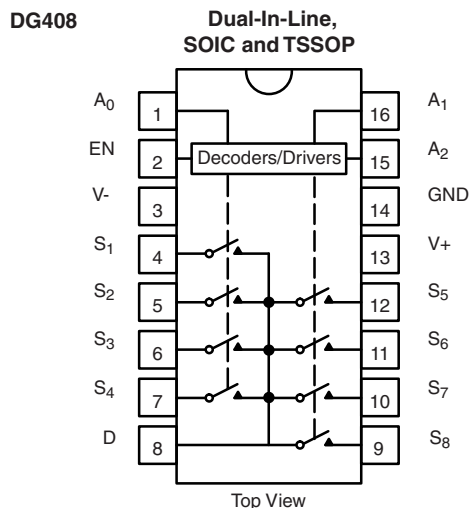 DG408
Dual-In-Line,
SOIC and TSSOP
A0 1 16 A1
EN 2 Decoders/Drivers 15 A2
V- 3 14 GND
S1 4 13 V+
S2 5 12 S5
S3 6 11 S6
S4 7 10 S7
D 8 9 S8
Top View